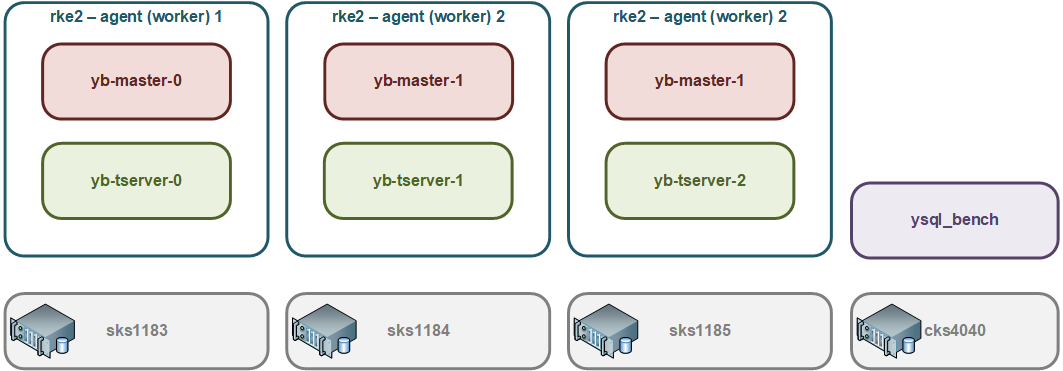 rke2 – agent (worker) 1
rke2 – agent (worker) 2
rke2 – agent (worker) 2
yb-master-0
yb-master-1
yb-master-1
yb-tserver-0
yb-tserver-1
yb-tserver-2
ysql_bench
sks1183
sks1184
sks1185
cks4040